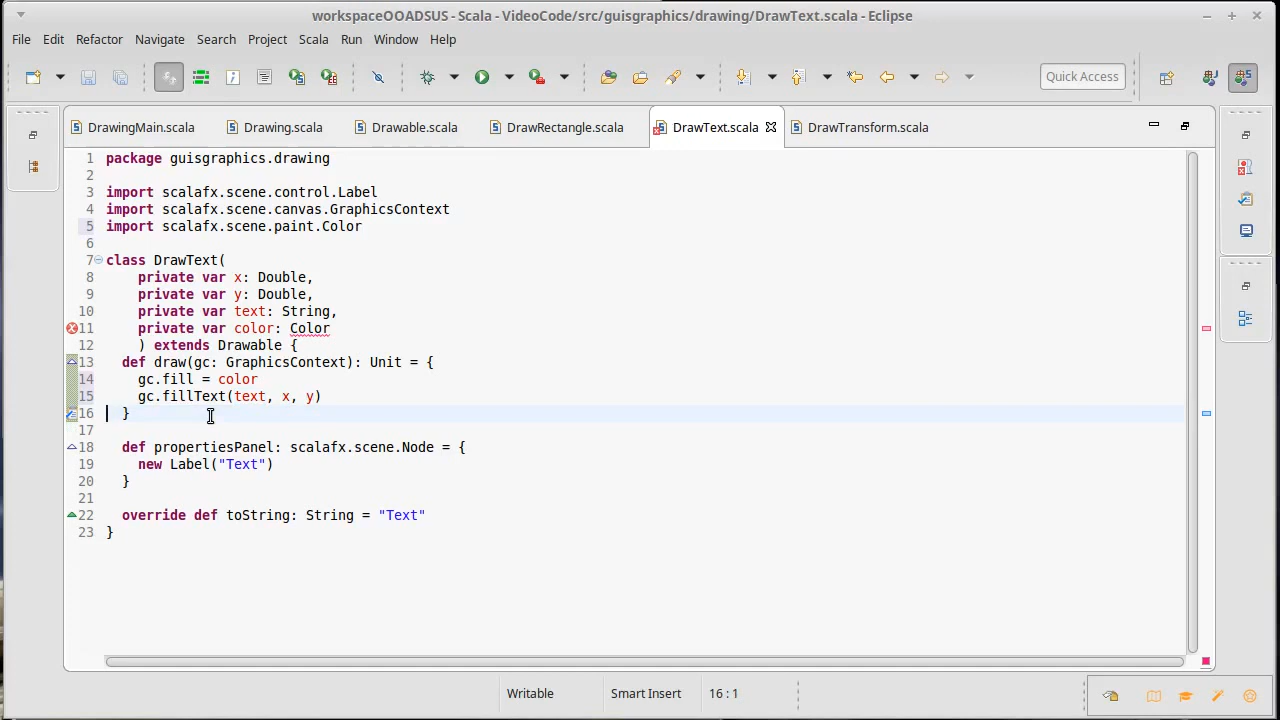 workspaceOOADSUS - Scala - VideoCode/src/guisgraphics/drawing/DrawText.scala - Eclipse
File Edit Refactor Navigate Search Project Scala Run Window Help
Quick Access
DrawingMain.scala Drawing.scala Drawable.scala DrawRectangle.scala DrawText.scala DrawTransform.scala
1 package guisgraphics.drawing
2
3 import scalafx.scene.control.Label
4 import scalafx.scene.canvas.GraphicsContext
5 import scalafx.scene.paint.Color
6
7 class DrawText(
8 private var x: Double,
9 private var y: Double,
10 private var text: String,
11 private var color: Color
12 ) extends Drawable {
13 def draw(gc: GraphicsContext): Unit = {
14 gc.fill = color
15 gc.fillText(text, x, y)
16 }
17
18 def propertiesPanel: scalafx.scene.Node = {
19 new Label("Text")
20 }
21
22 override def toString: String = "Text"
23 }
Writable Smart Insert 16 : 1